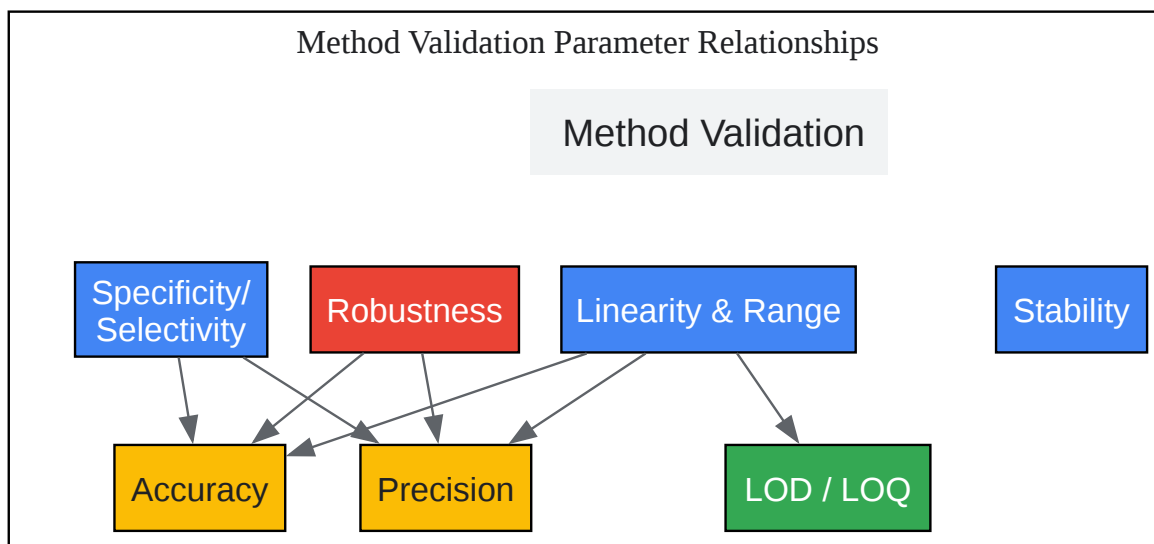 Method Validation Parameter Relationships
Method Validation
Specificity/
Selectivity
Robustness
Linearity & Range
Stability
Accuracy
Precision
LOD / LOQ